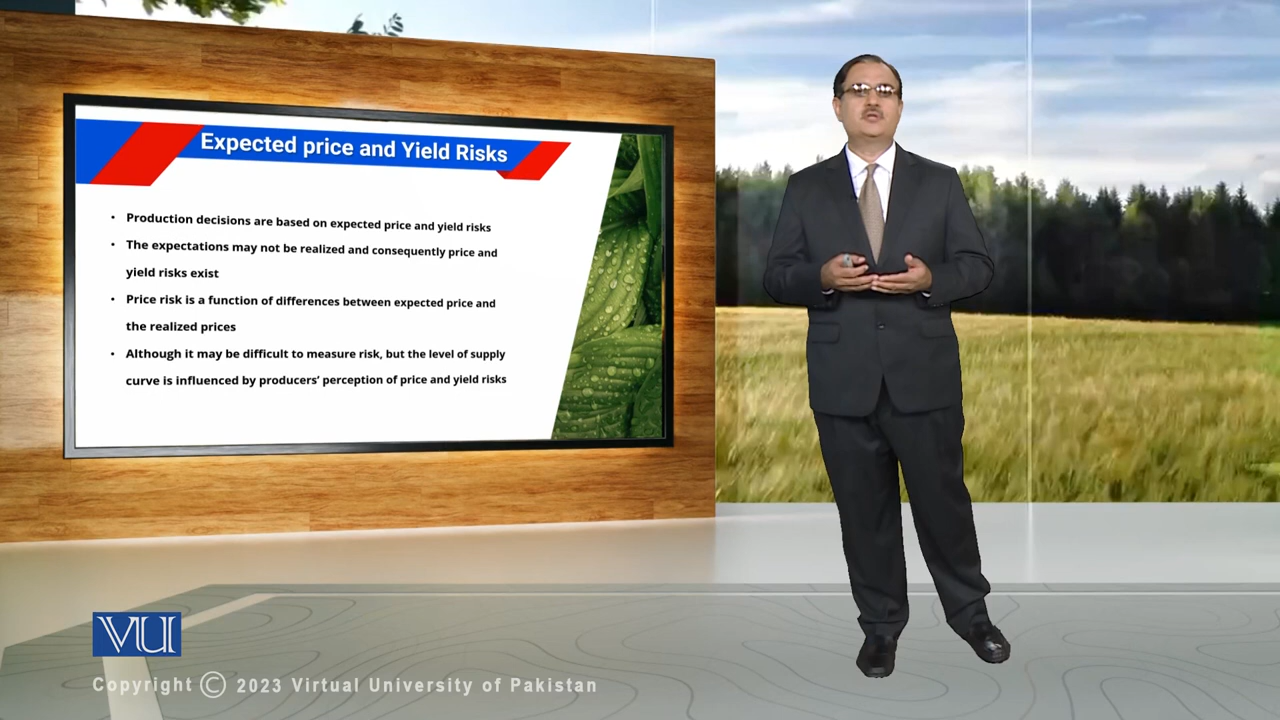 Expected price and Yield Risks
• Production decisions are based on expected price and yield risks
• The expectations may not be realized and consequently price and
yield risks exist
• Price risk is a function of differences between expected price and
the realized prices
• Although it may be difficult to measure risk, but the level of supply
curve is influenced by producers’ perception of price and yield risks
VU
Copyright © 2023 Virtual University of Pakistan